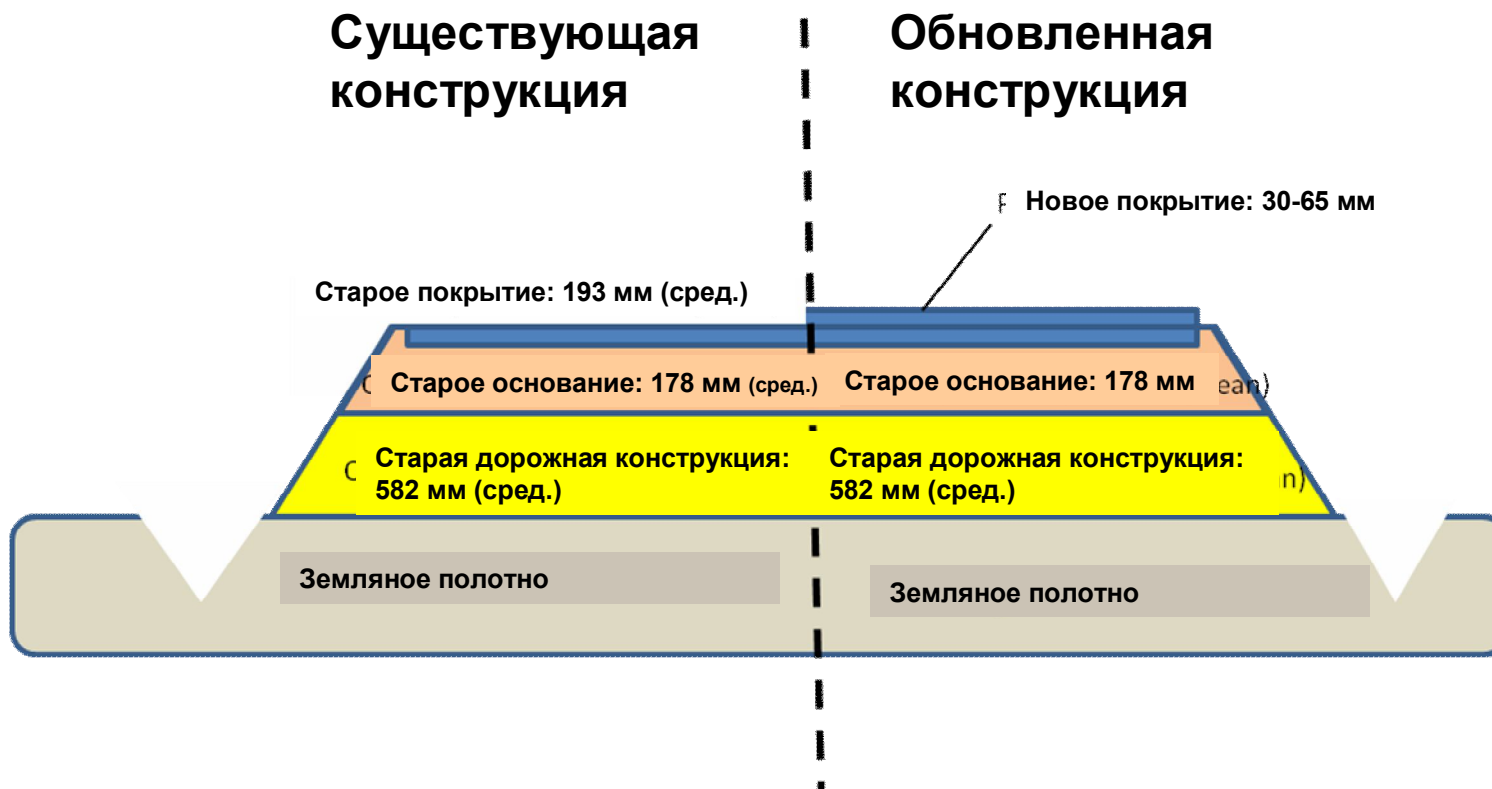 Существующая
конструкция
Обновленная
конструкция
Новое покрытие: 30-65 мм
Старое покрытие: 193 мм (сред.)
Старое основание: 178 мм (сред.)
Старое основание: 178 мм
ean)
Старая дорожная конструкция:
582 мм (сред.)
Старая дорожная конструкция:
582 мм (сред.)
n)
Земляное полотно
Земляное полотно